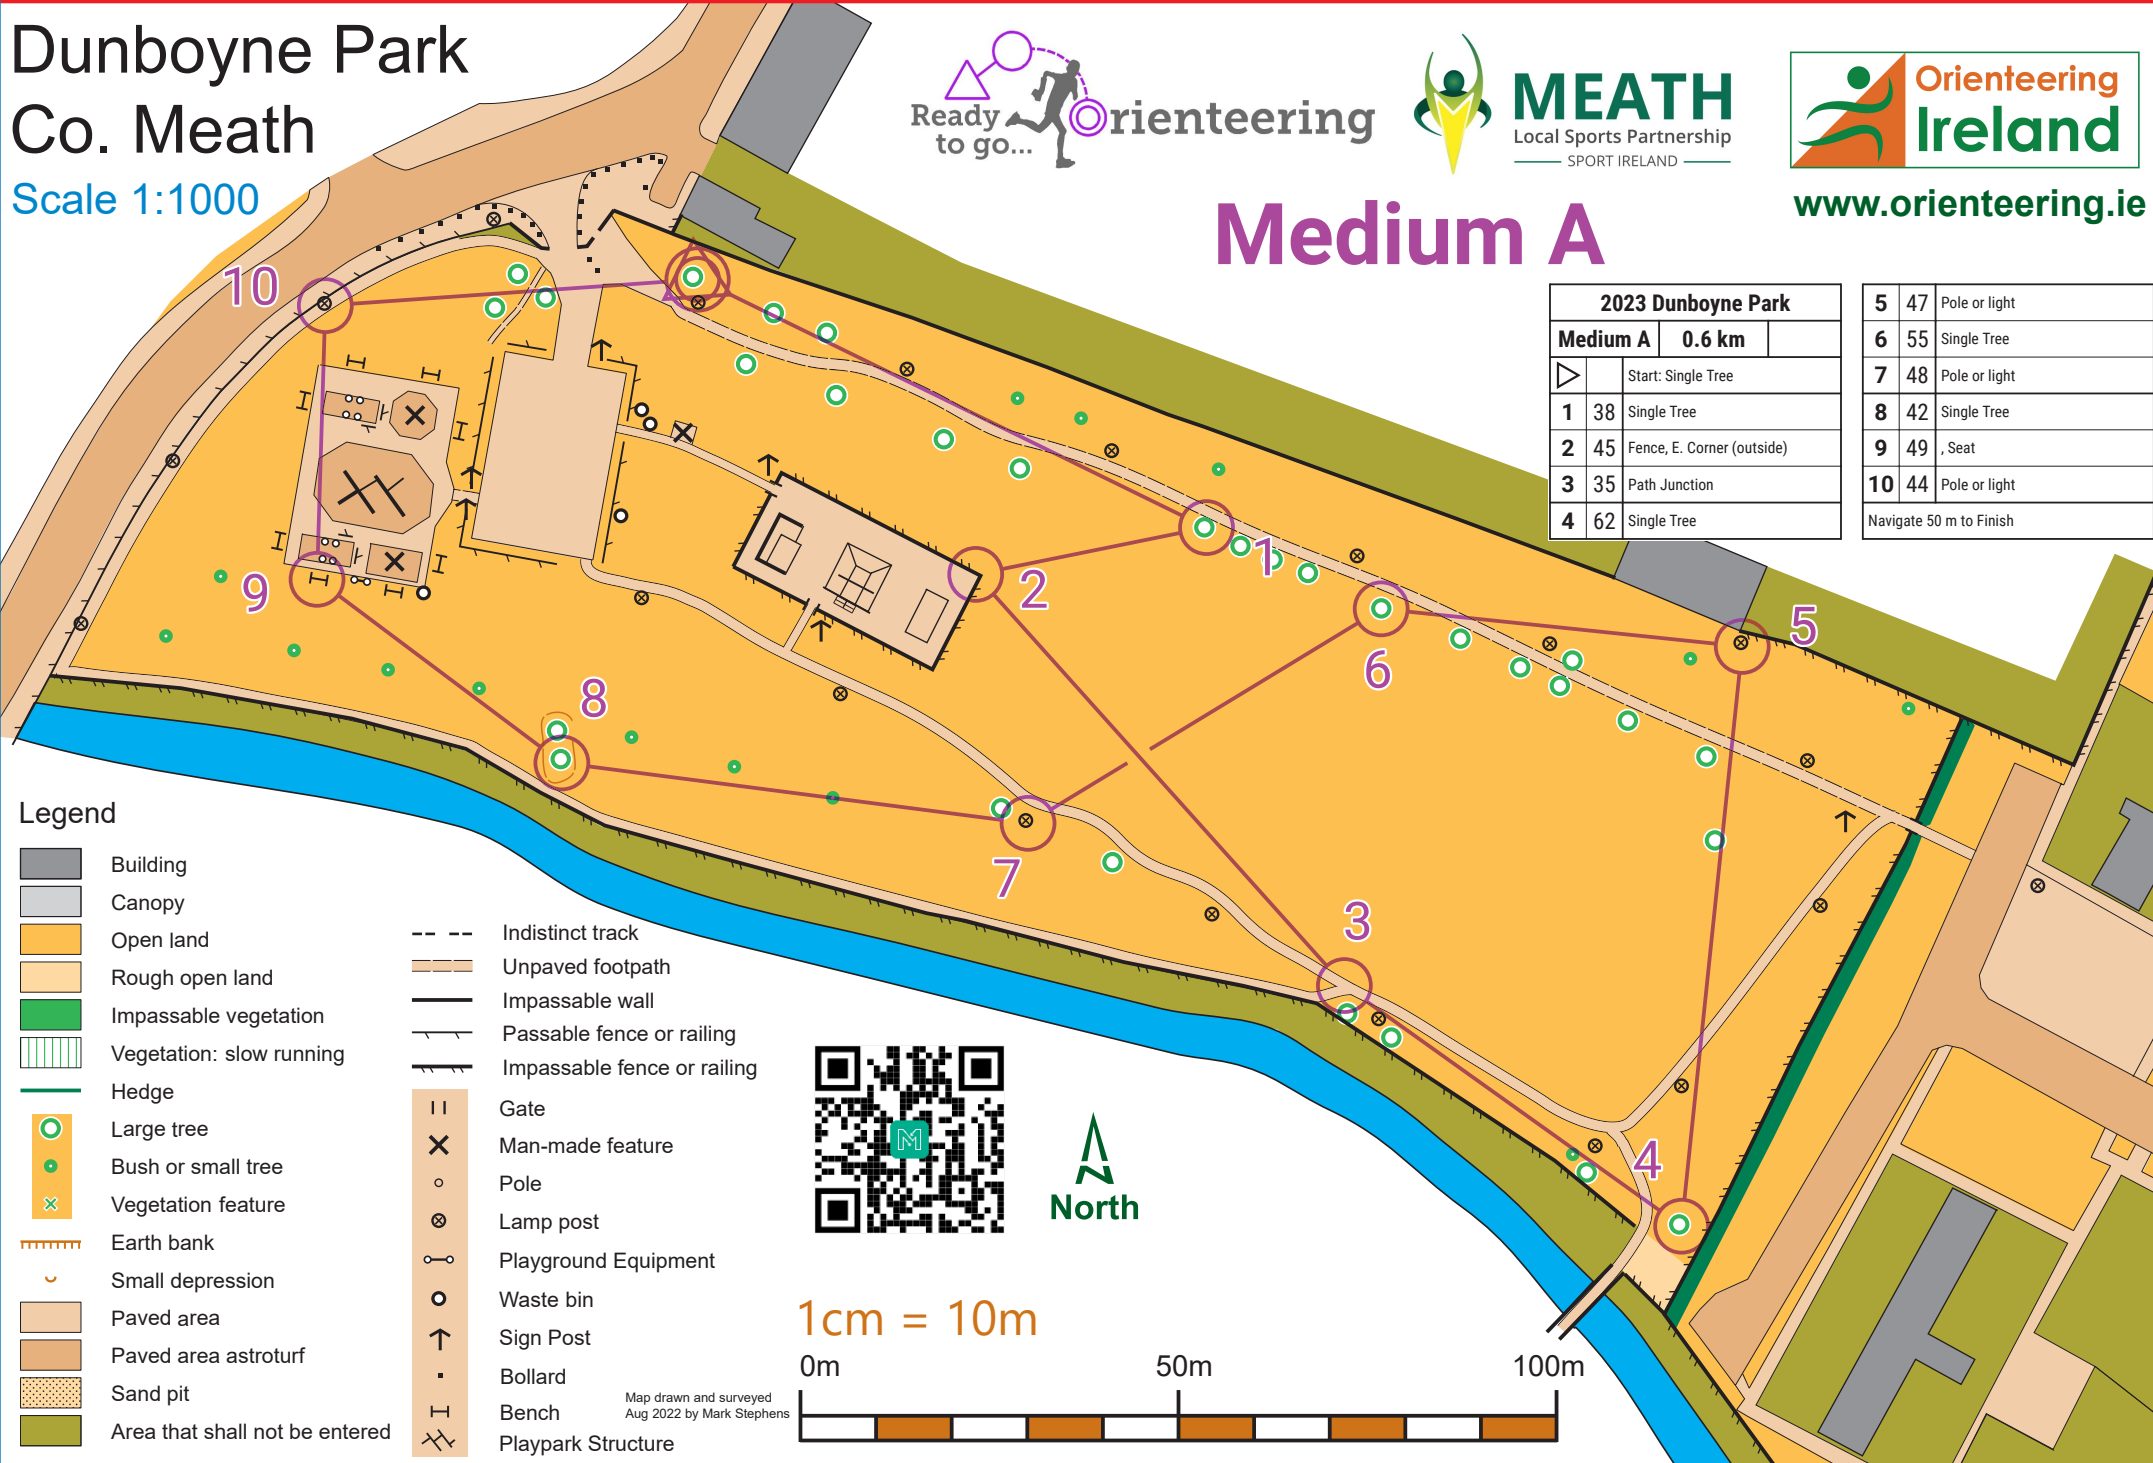 Dunboyne Park
Co. Meath
Scale 1:1000
Ready
to go...
Orienteering
MEATH
Local Sports Partnership
SPORT IRELAND
Orienteering
Ireland
www.orienteering.ie
Medium A
2023 Dunboyne Park
Medium A 0.6 km
Start: Single Tree
1 38 Single Tree
2 45 Fence, E. Corner (outside)
3 35 Path Junction
4 62 Single Tree
5 47 Pole or light
6 55 Single Tree
7 48 Pole or light
8 42 Single Tree
9 49 , Seat
10 44 Pole or light
Navigate 50 m to Finish
10
1
2
9
5
6
8
7
3
4
Legend
Building
Canopy
Open land
Rough open land
Impassable vegetation
Vegetation: slow running
Hedge
Large tree
Bush or small tree
Vegetation feature
Earth bank
Small depression
Paved area
Paved area astroturf
Sand pit
Area that shall not be entered
Indistinct track
Unpaved footpath
Impassable wall
Passable fence or railing
Impassable fence or railing
Gate
Man-made feature
Pole
Lamp post
Playground Equipment
Waste bin
Sign Post
Bollard
Bench
Playpark Structure
Map drawn and surveyed
Aug 2022 by Mark Stephens
M
N
North
1cm = 10m
0m 50m 100m